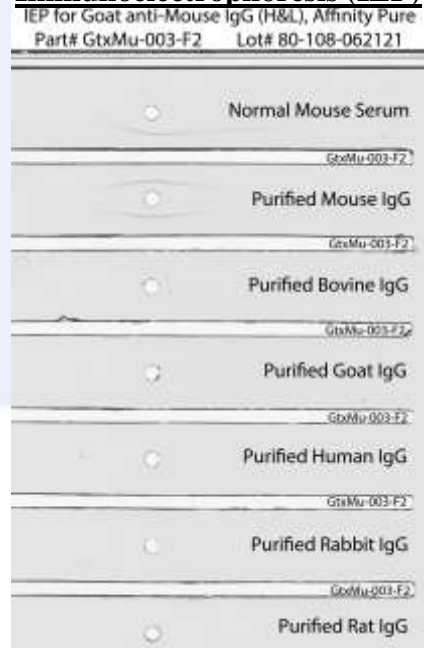 Immunoelectrophoresis (IEP)
IEP for Goat anti-Mouse IgG (H&L), Affinity Pure
Part# GtxMu-003-F2 Lot# 80-108-062121
Normal Mouse Serum
GtxMu-003-F2
Purified Mouse IgG
GtxMu-003-F2
Purified Bovine IgG
GtxMu-003-F2
Purified Goat IgG
GtxMu-003-F2
Purified Human IgG
GtxMu-003-F2
Purified Rabbit IgG
GtxMu-003-F2
Purified Rat IgG